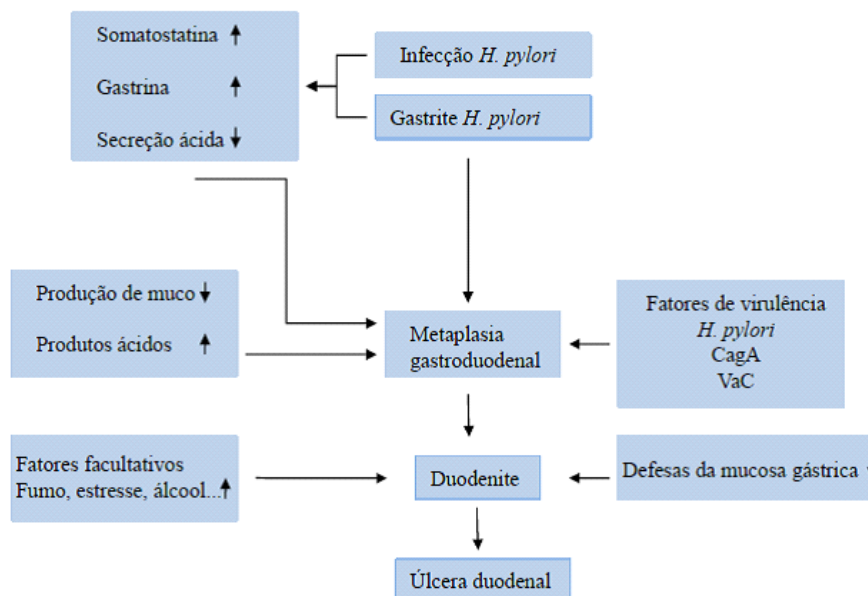 Somatostatina ↑
Gastrina ↑
Secreção ácida ↓
Infecção H. pylori
Gastrite H. pylori
Produção de muco ↓
Produtos ácidos ↑
Metaplasia
gastroduodenal
Fatores de virulência
H. pylori
CagA
VaC
Fatores facultativos
Fumo, estresse, álcool...↑
Duodenite
Defesas da mucosa gástrica
Úlcera duodenal